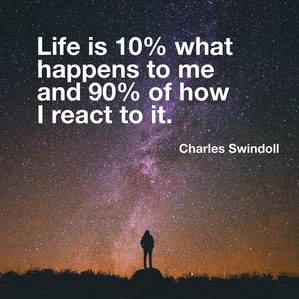 Life is 10% what
happens to me
and 90% of how
I react to it.
Charles Swindoll